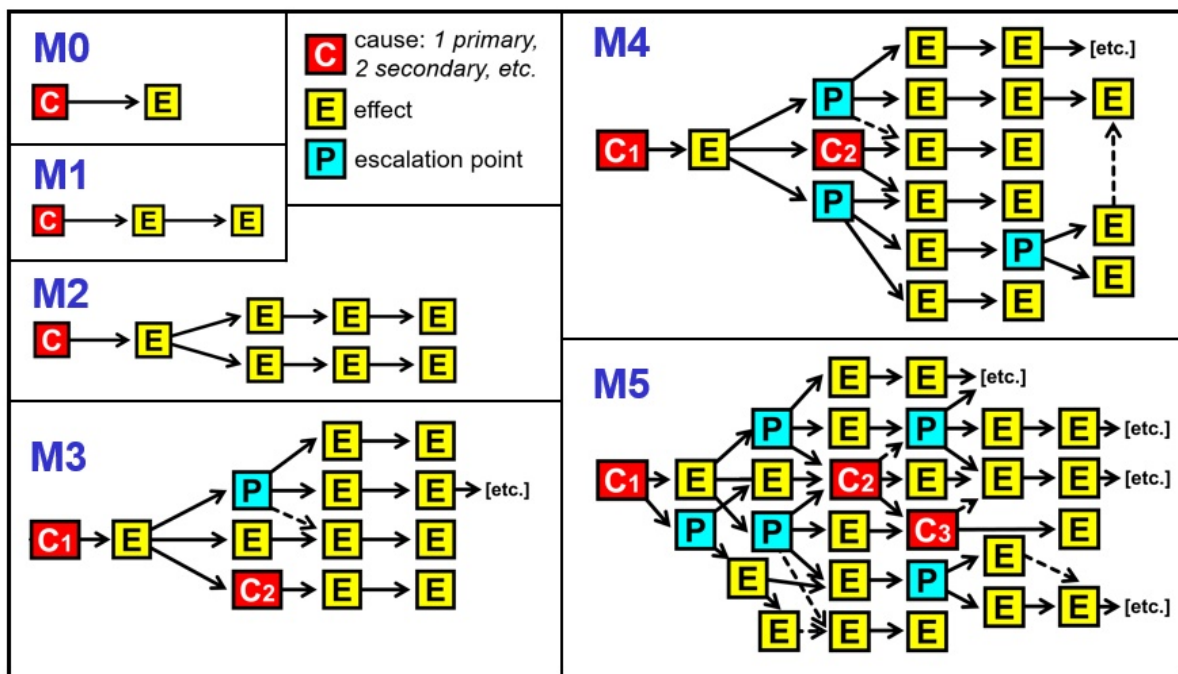 M0
C E
C cause: 1 primary,
2 secondary, etc.
E effect
P escalation point
M1
C E E
M2
E E E
C E
E E E
M3
E E
P E E [etc.]
C1 E E E E
C2 E E
M4
E E [etc.]
P E E E
C1 E C2 E E
P E E
E
E P
E
E E
M5
E E [etc.]
P E P E E [etc.]
C1 E E C2 E E E [etc.]
P P E C3 E
E
E E P
E E [etc.]
E E E